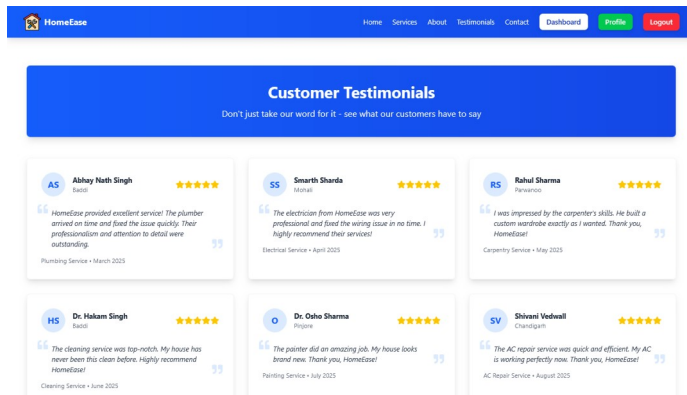 HomeEase
Home Services About Testimonials Contact Dashboard Profile Logout
Customer Testimonials
Don't just take our word for it - see what our customers have to say
AS
Abhay Nath Singh
Baddi
HomeEase provided excellent service! The plumber
arrived on time and fixed the issue quickly. Their
professionalism and attention to detail were
outstanding.
Plumbing Service • March 2025
SS
Smarth Sharda
Mohali
The electrician from HomeEase was very
professional and fixed the wiring issue in no time. I
highly recommend their services!
Electrical Service • April 2025
RS
Rahul Sharma
Parwanoo
I was impressed by the carpenter's skills. He built a
custom wardrobe exactly as I wanted. Thank you,
HomeEase!
Carpentry Service • May 2025
HS
Dr. Hakam Singh
Baddi
The cleaning service was top-notch. My house has
never been this clean before. Highly recommend
HomeEase!
Cleaning Service • June 2025
O
Dr. Osho Sharma
Pinjore
The painter did an amazing job. My house looks
brand new. Thank you, HomeEase!
Painting Service • July 2025
SV
Shivani Vedwall
Chandigarh
The AC repair service was quick and efficient. My AC
is working perfectly now. Thank you, HomeEase!
AC Repair Service • August 2025